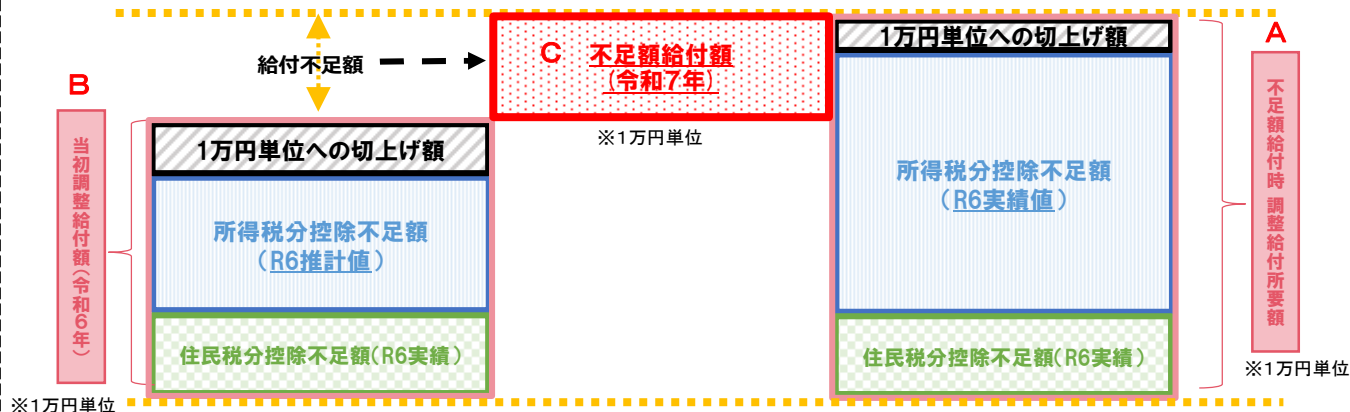 給付不足額
C 不足額給付額
(令和7年)
※1万円単位
B
当初調整給付額(令和6年)
※1万円単位
1万円単位への切上げ額
所得税分控除不足額
(R6推計値)
住民税分控除不足額(R6実績)
1万円単位への切上げ額
所得税分控除不足額
(R6実績値)
住民税分控除不足額(R6実績)
A
不足額給付時 調整給付所要額
※1万円単位